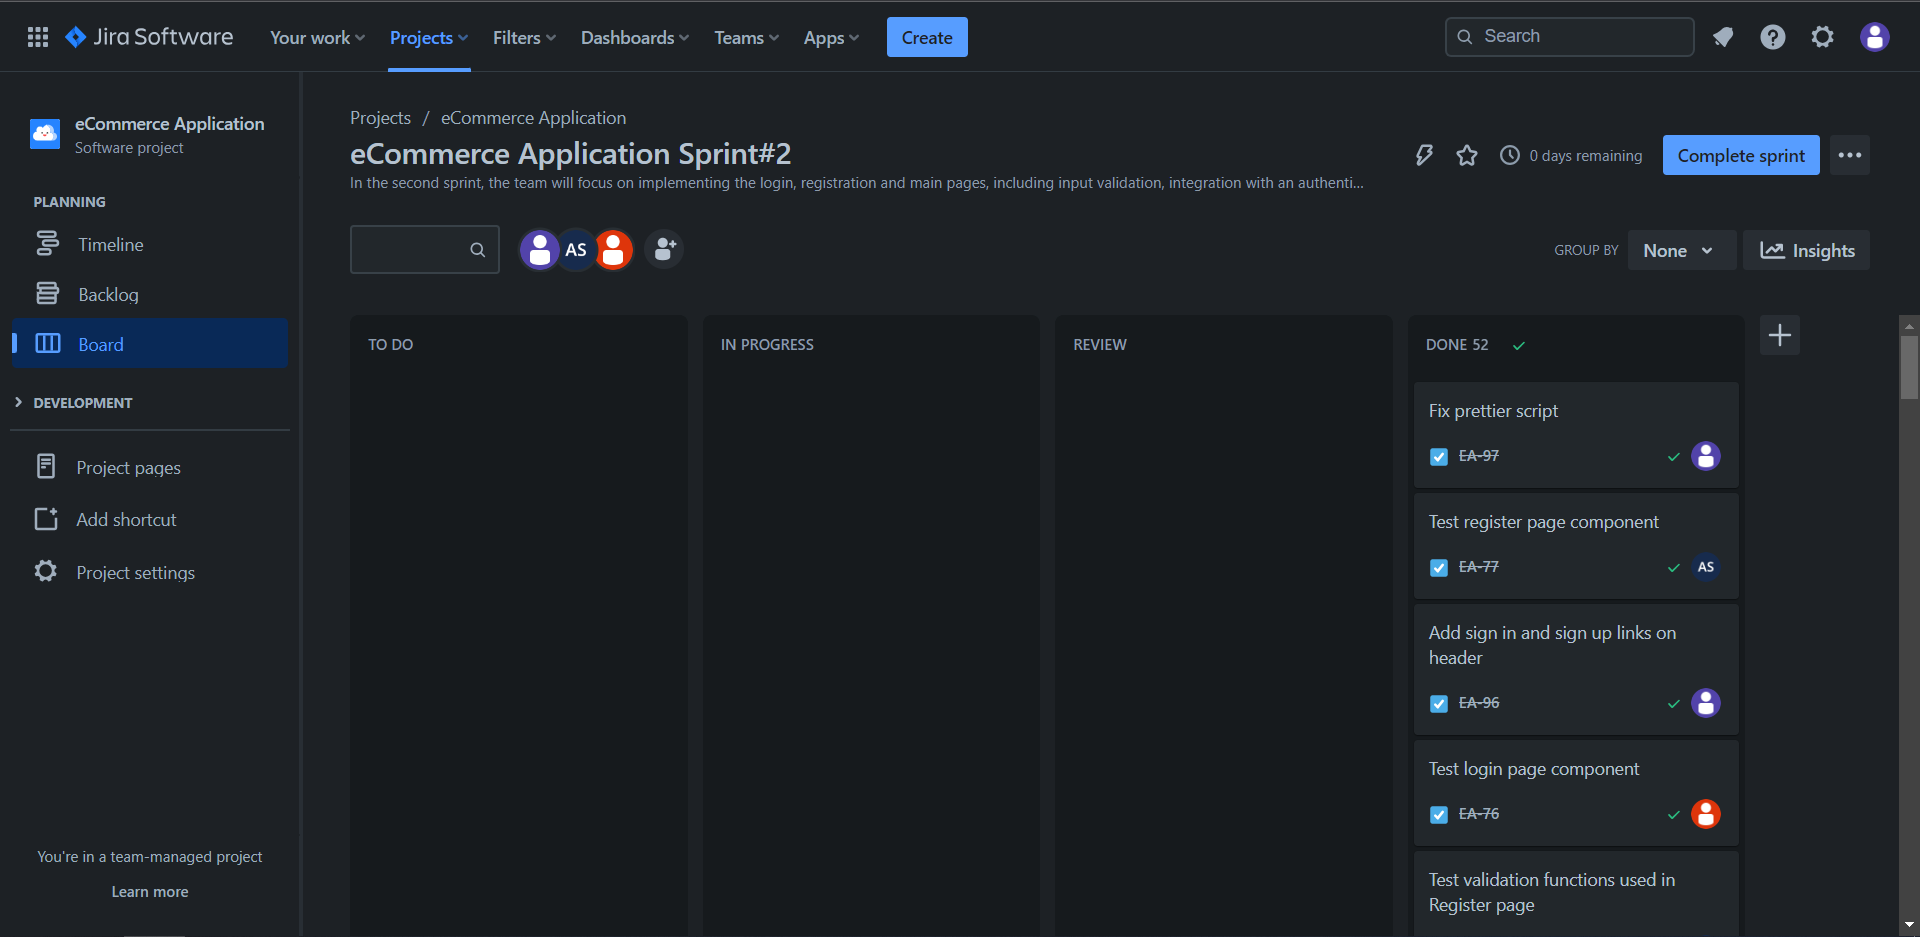 Jira Software
Your work
Projects
Filters
Dashboards
Teams
Apps
Create
Search
eCommerce Application
Software project
PLANNING
Timeline
Backlog
Board
DEVELOPMENT
Project pages
Add shortcut
Project settings
You're in a team-managed project
Learn more
Projects / eCommerce Application
eCommerce Application Sprint#2
In the second sprint, the team will focus on implementing the login, registration and main pages, including input validation, integration with an authenti...
0 days remaining
Complete sprint
AS
GROUP BY
None
Insights
TO DO
IN PROGRESS
REVIEW
DONE 52
Fix prettier script
EA-97
Test register page component
EA-77
AS
Add sign in and sign up links on
header
EA-96
Test login page component
EA-76
Test validation functions used in
Register page